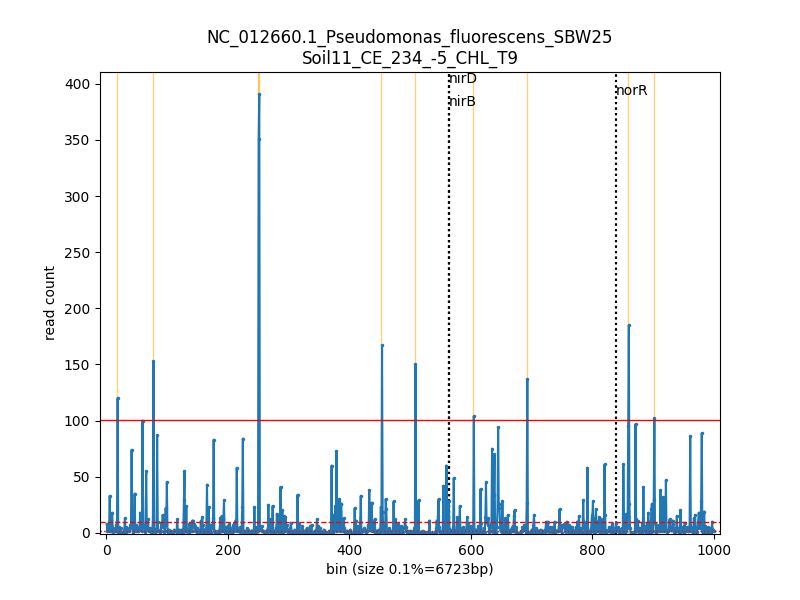 NC_012660.1_Pseudomonas_fluorescens_SBW25
Soil11_CE_234_-5_CHL_T9
nirD
nirB
norR
read count
400
350
300
250
200
150
100
50
0
0 200 400 600 800 1000
bin (size 0.1%=6723bp)